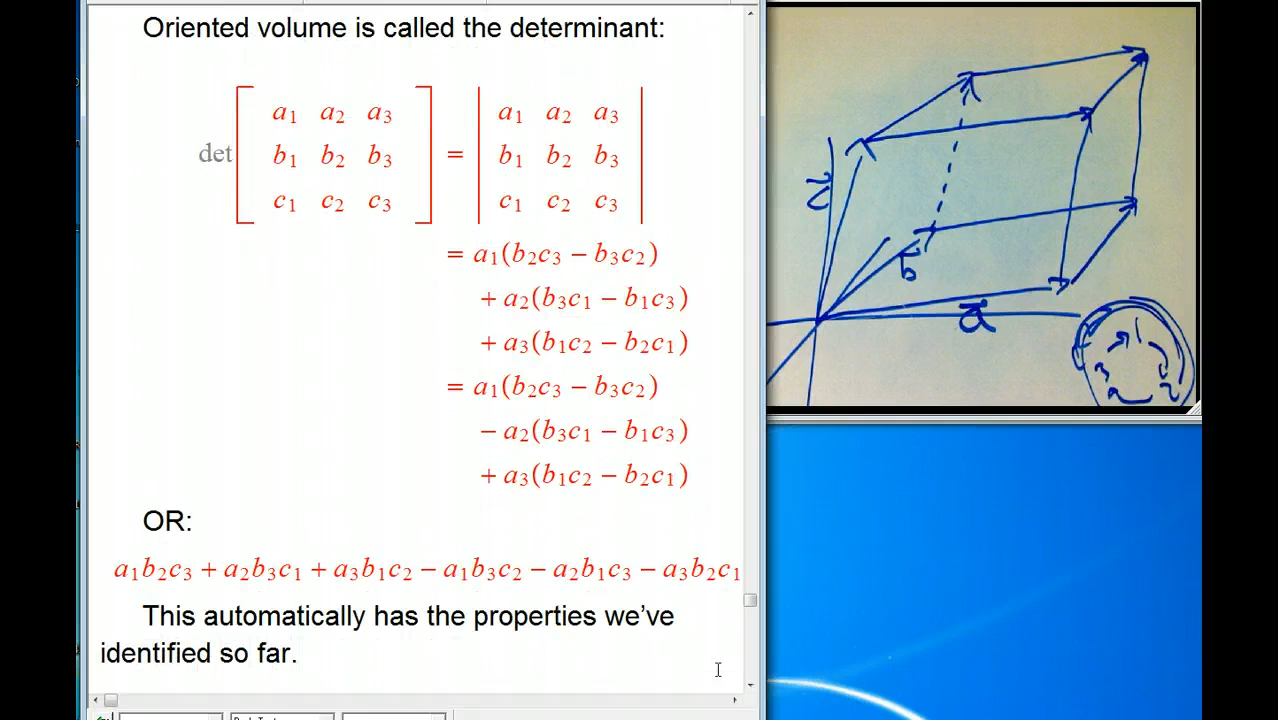 Oriented volume is called the determinant:
det [ a₁ a₂ a₃ ] = | a₁ a₂ a₃ |
b₁ b₂ b₃ b₁ b₂ b₃
c₁ c₂ c₃ c₁ c₂ c₃
= a₁(b₂c₃ − b₃c₂)
+ a₂(b₃c₁ − b₁c₃)
+ a₃(b₁c₂ − b₂c₁)
= a₁(b₂c₃ − b₃c₂)
− a₂(b₃c₁ − b₁c₃)
+ a₃(b₁c₂ − b₂c₁)
OR:
a₁b₂c₃ + a₂b₃c₁ + a₃b₁c₂ − a₁b₃c₂ − a₂b₁c₃ − a₃b₂c₁
This automatically has the properties we’ve
identified so far.
b
a
1
3 2